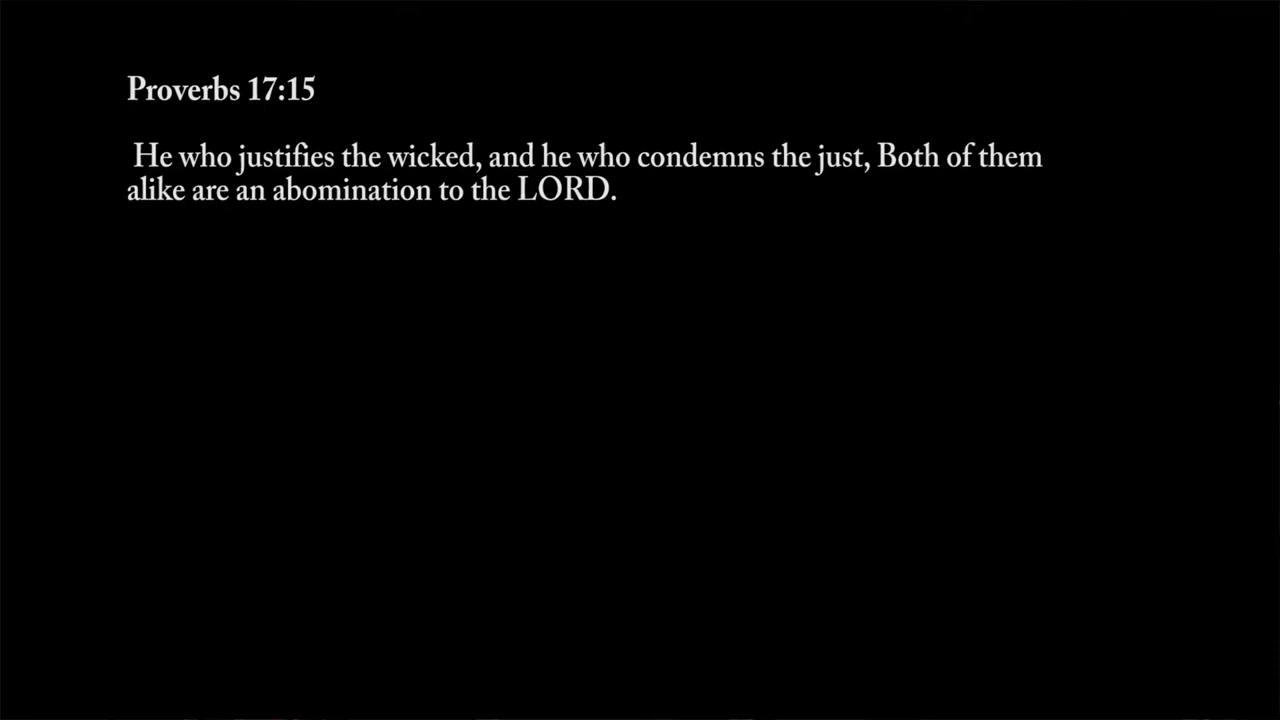 Proverbs 17:15
He who justifies the wicked, and he who condemns the just, Both of them
alike are an abomination to the LORD.